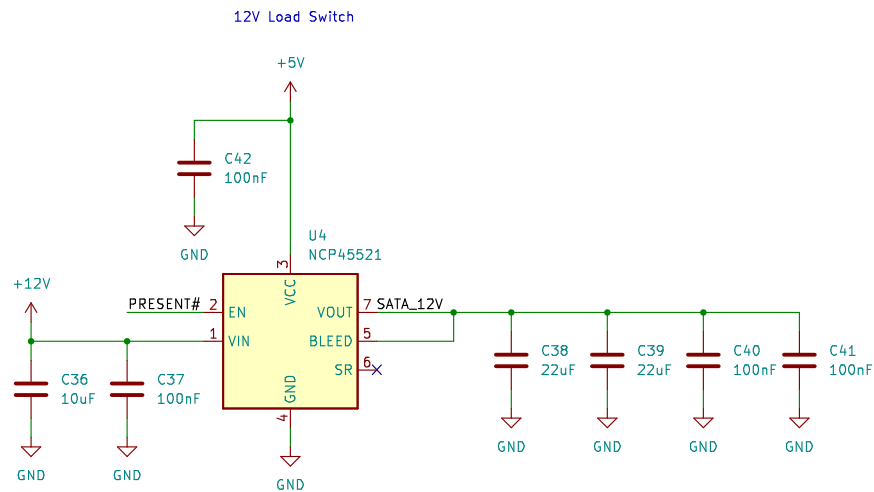 12V Load Switch
+5V
C42
100nF
GND
U4
NCP45521
+12V
3
VCC
PRESENT#
2
EN
VOUT
7
SATA_12V
1
VIN
BLEED
5
SR
6
C36
10uF
C37
100nF
GND
4
C38
22uF
C39
22uF
C40
100nF
C41
100nF
GND
GND
GND
GND
GND
GND
GND